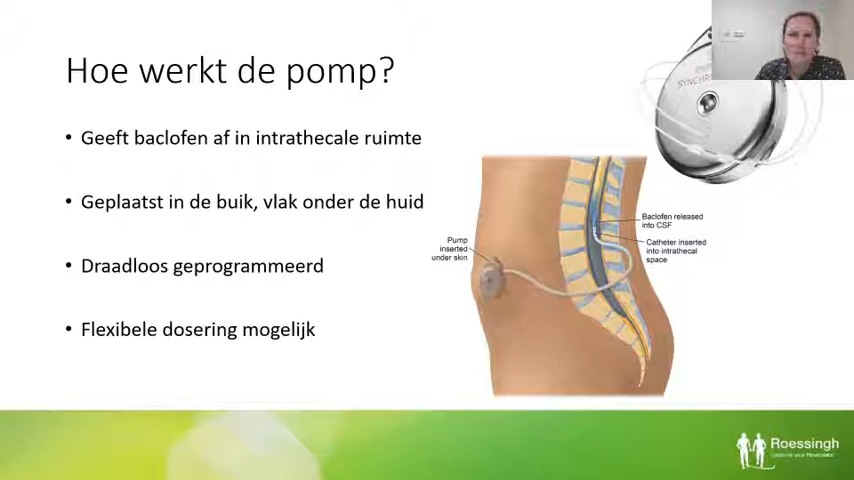 Hoe werkt de pomp?
• Geeft baclofen af in intrathecale ruimte
• Geplaatst in de buik, vlak onder de huid
• Draadloos geprogrammeerd
• Flexibele dosering mogelijk
Pump
inserted
under skin
Baclofen released
into CSF
Catheter inserted
into intrathecal
space
Roessingh